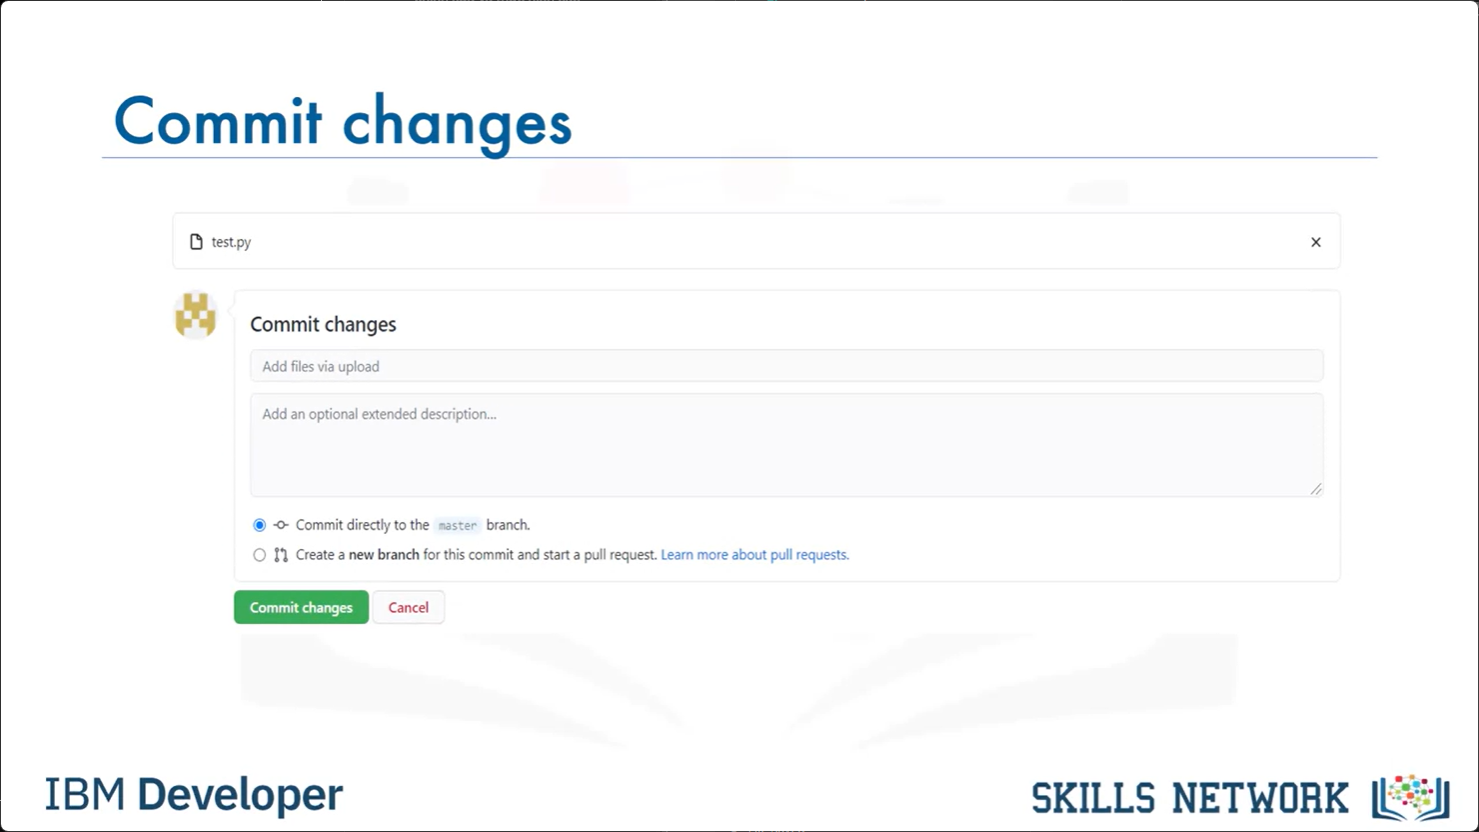 Commit changes
test.py
Commit changes
Add files via upload
Add an optional extended description...
Commit directly to the master branch.
Create a new branch for this commit and start a pull request. Learn more about pull requests.
Commit changes Cancel
IBM Developer
SKILLS NETWORK